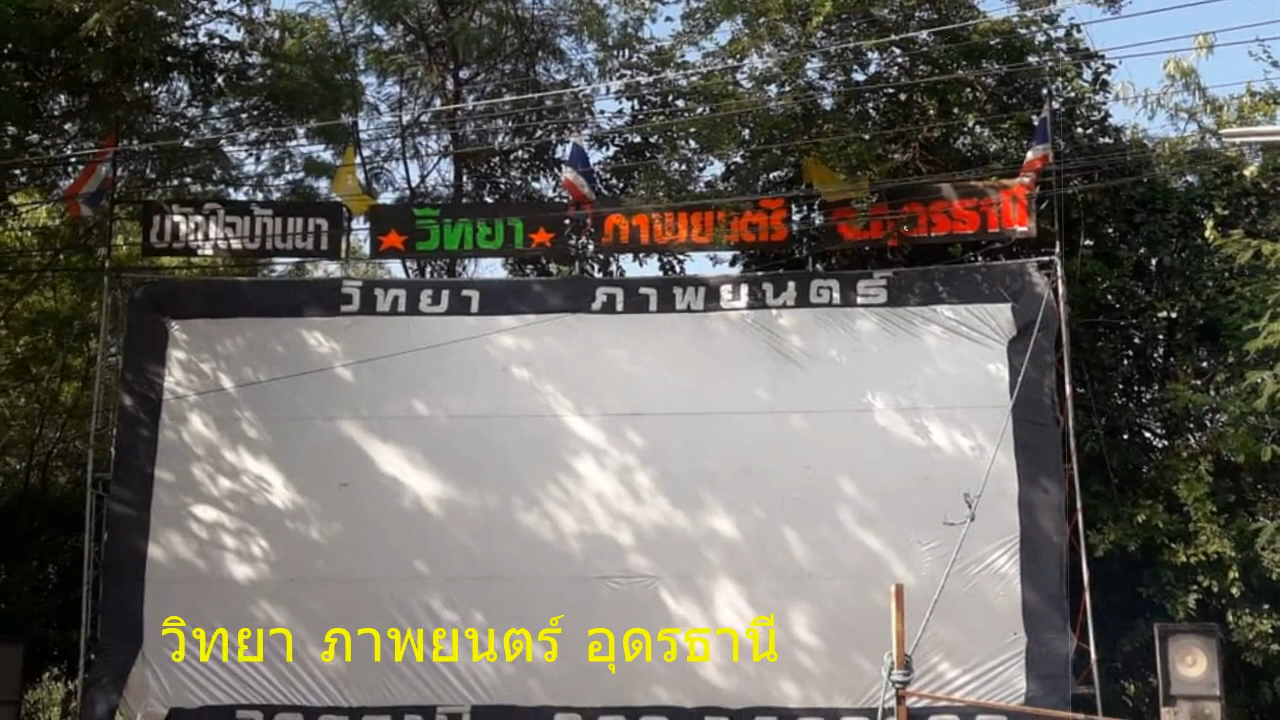 ขวัญใจบ้านนา ★วิทยา★ ภาพยนตร์ จ.อุดรธานี
วิทยา ภาพยนตร์
วิทยา ภาพยนตร์ อุดรธานี